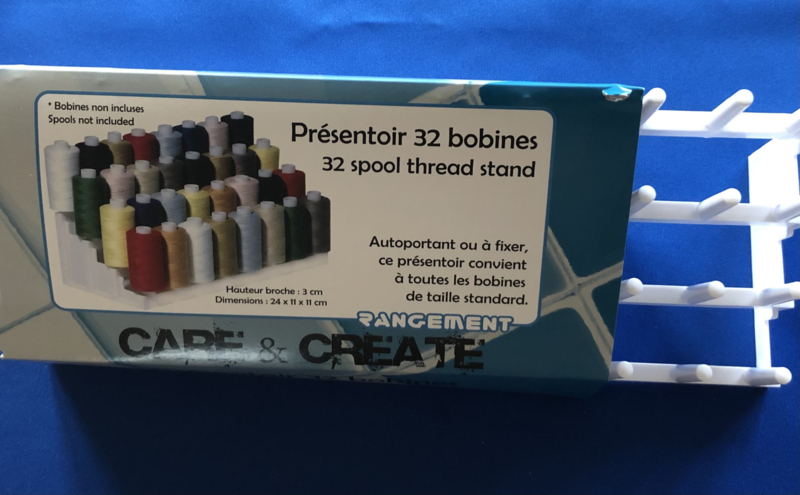 * Bobines non incluses
Spools not included
Présentoir 32 bobines
32 spool thread stand
Autoportant ou à fixer,
ce présentoir convient
à toutes les bobines
de taille standard.
Hauteur broche : 3 cm
Dimensions : 24 x 11 x 11 cm
RANGEMENT
CARE & CREATE
bobines